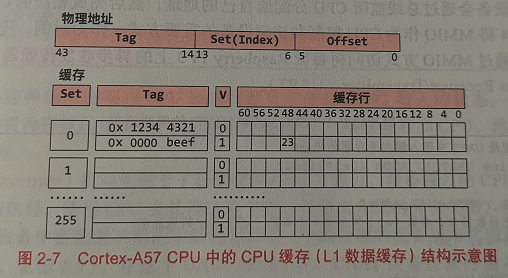 物理地址
Tag Set(Index) Offset
43 14 13 6 5 0
缓存
Set Tag V 缓存行
60 56 52 48 44 40 36 32 28 24 20 16 12 8 4 0
0 0x 1234 4321 0
0x 0000 beef 1 23
1 0
1
...... ...... ..........
255 0
1
图 2-7 Cortex-A57 CPU 中的 CPU 缓存(L1 数据缓存)结构示意图